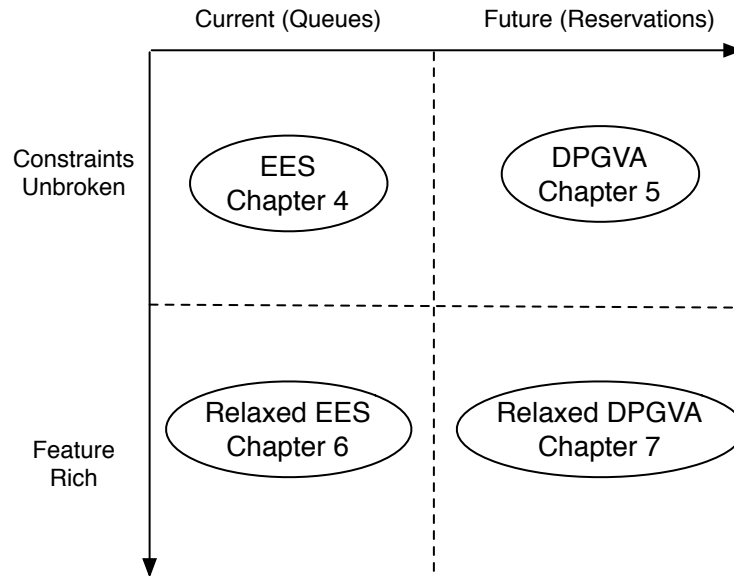 Current (Queues)
Future (Reservations)
Constraints
Unbroken
EES
Chapter 4
DPGVA
Chapter 5
Feature
Rich
Relaxed EES
Chapter 6
Relaxed DPGVA
Chapter 7